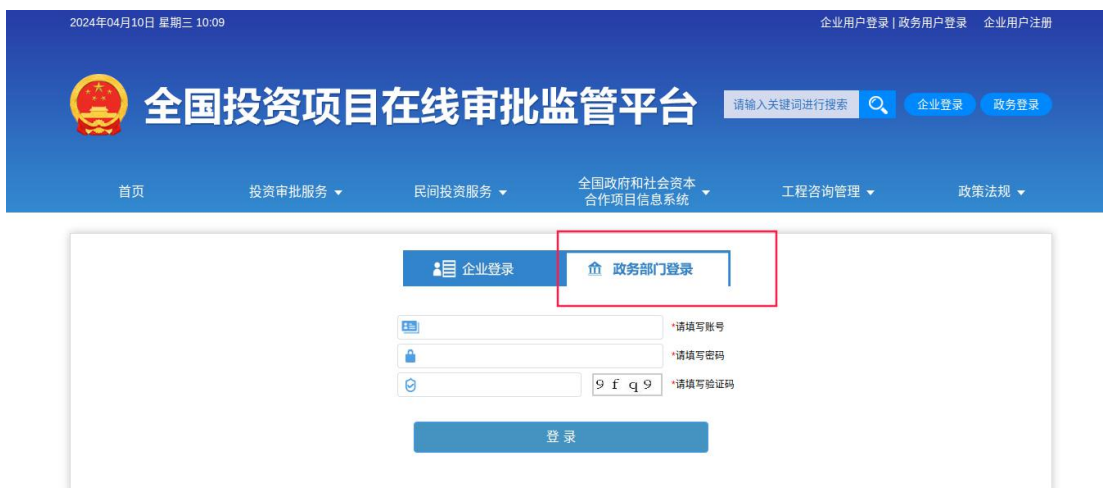 2024年04月10日 星期三 10:09
企业用户登录 | 政务用户登录 企业用户注册
全国投资项目在线审批监管平台
请输入关键词进行搜索
企业登录 政务登录
首页 投资审批服务 民间投资服务 全国政府和社会资本 工程咨询管理 政策法规
合作项目信息系统
企业登录 政务部门登录
*请填写账号
*请填写密码
9 f q 9 *请填写验证码
登 录